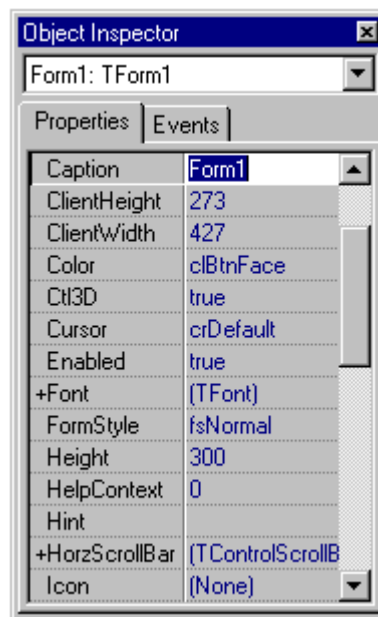 Object Inspector
Form1: TForm1
Properties Events
Caption Form1
ClientHeight 273
ClientWidth 427
Color clBtnFace
Ctl3D true
Cursor crDefault
Enabled true
+Font (TFont)
FormStyle fsNormal
Height 300
HelpContext 0
Hint
+HorzScrollBar (TControlScrollB
Icon (None)